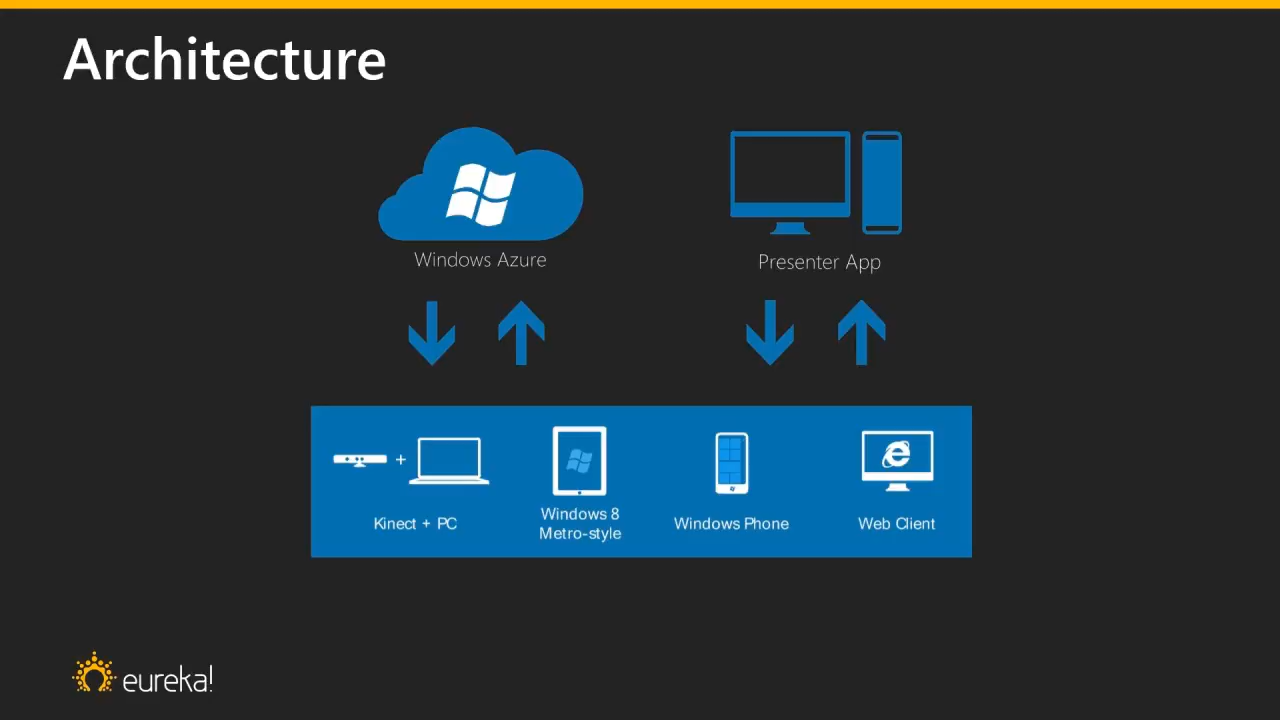 Architecture
Windows Azure
Presenter App
+
Kinect + PC
Windows 8
Metro-style
Windows Phone
Web Client
eureka!